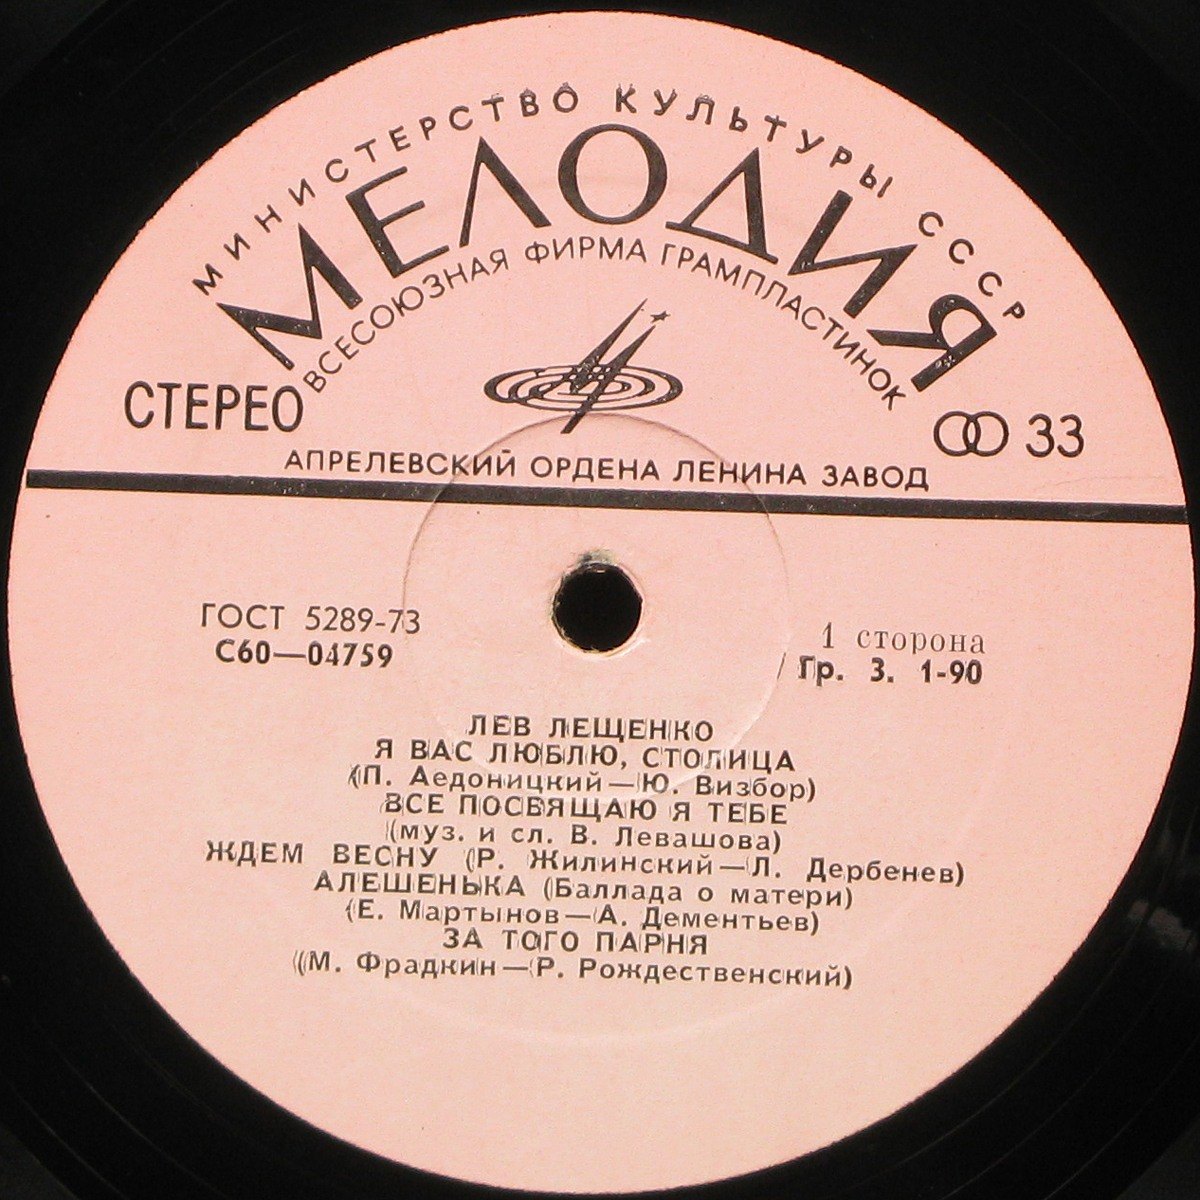 МИНИСТЕРСТВО КУЛЬТУРЫ СССР
МЕЛОДИЯ
ВСЕСОЮЗНАЯ ФИРМА ГРАМПЛАСТИНОК
СТЕРЕО
33
АПРЕЛЕВСКИЙ ОРДЕНА ЛЕНИНА ЗАВОД
ГОСТ 5289-73
С60—04759
1 сторона
Гр. 3. 1-90
ЛЕВ ЛЕЩЕНКО
Я ВАС ЛЮБЛЮ, СТОЛИЦА
(П. Аедоницкий—Ю. Визбор)
ВСЕ ПОСВЯЩАЮ Я ТЕБЕ
(муз. и сл. В. Левашова)
ЖДЕМ ВЕСНУ (Р. Жилинский—Л. Дербенев)
АЛЕШЕНЬКА (Баллада о матери)
(Е. Мартынов—А. Дементьев)
ЗА ТОГО ПАРНЯ
(М. Фрадкин—Р. Рождественский)